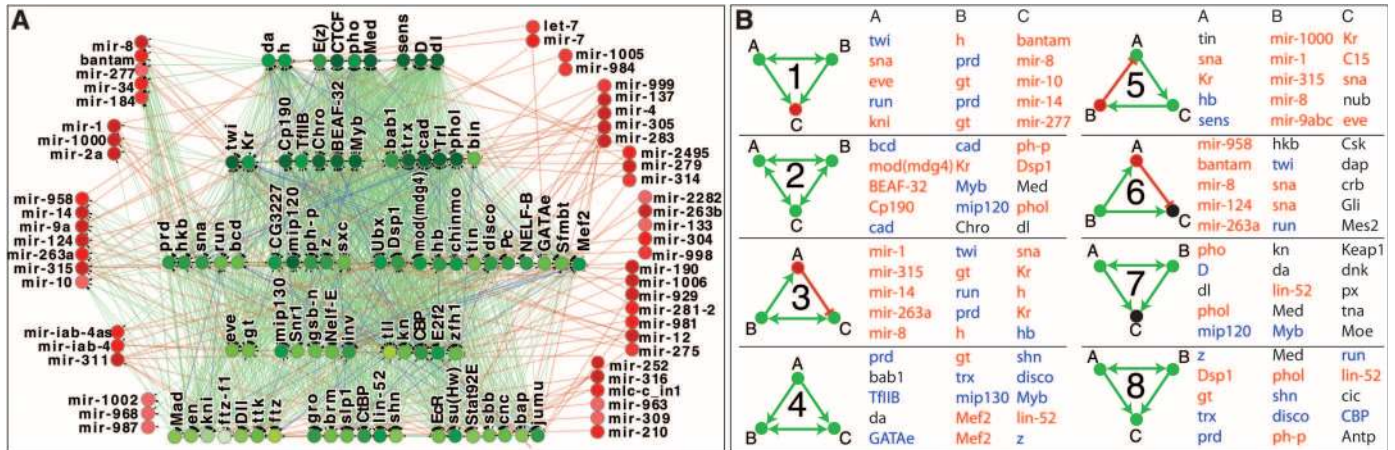 A
mir-8
bantam
mir-277
mir-34
mir-184
mir-1
mir-1000
mir-2a
mir-958
mir-14
mir-9a
mir-124
mir-263a
mir-315
mir-10
mir-iab-4as
mir-iab-4
mir-311
mir-1002
mir-968
mir-987
da h E(z) CTCF pho Med sens D dl
twi Kr Cp190 TfIIB Chro BEAF-32 Myb bab1 trx cad Trl phol bin
prd hkb sna run bcd CG3227 mip120 ph-p z sxc Ubx Dsp1 mod(mdg4) hb chinmo tin disco Pc NELF-B GATAe Sfmbt Mef2
eve gt mip130 Snr1 gsb-n Nelf-E inv tll kn CBP E2f2 zfh1
Mad en kni ftz-f1 Dll ttk ftz gro brm slp1 CtBP lin-52 shn EcR su(Hw) Stat92E sbb cnc bap jumu
let-7
mir-7
mir-1005
mir-984
mir-999
mir-137
mir-4
mir-305
mir-283
mir-2495
mir-279
mir-314
mir-2282
mir-263b
mir-133
mir-304
mir-998
mir-190
mir-1006
mir-929
mir-281-2
mir-981
mir-12
mir-275
mir-252
mir-316
mlc-c_in1
mir-963
mir-309
mir-210
B
A B C
A B
1
C
twi h bantam
sna prd mir-8
eve gt mir-10
run prd mir-14
kni gt mir-277
A B
2
C
bcd cad ph-p
mod(mdg4) Kr Dsp1
BEAF-32 Myb Med
Cp190 mip120 phol
cad Chro dl
A
3
B C
mir-1 twi sna
mir-315 gt Kr
mir-14 run h
mir-263a prd Kr
mir-8 h hb
A
4
B C
prd gt shn
bab1 trx disco
TfIIB mip130 Myb
da Mef2 lin-52
GATAe Mef2 z
A B C
A
5
B C
tin mir-1000 Kr
sna mir-1 C15
Kr mir-315 sna
hb mir-8 nub
sens mir-9abc eve
A
6
B C
mir-958 hkb Csk
bantam twi dap
mir-8 sna crb
mir-124 sna Gli
mir-263a run Mes2
A B
7
C
pho kn Keap1
D da dnk
dl lin-52 px
phol Med tna
mip120 Myb Moe
A B
8
C
z Med run
Dsp1 phol lin-52
gt shn cic
trx disco CBP
prd ph-p Antp